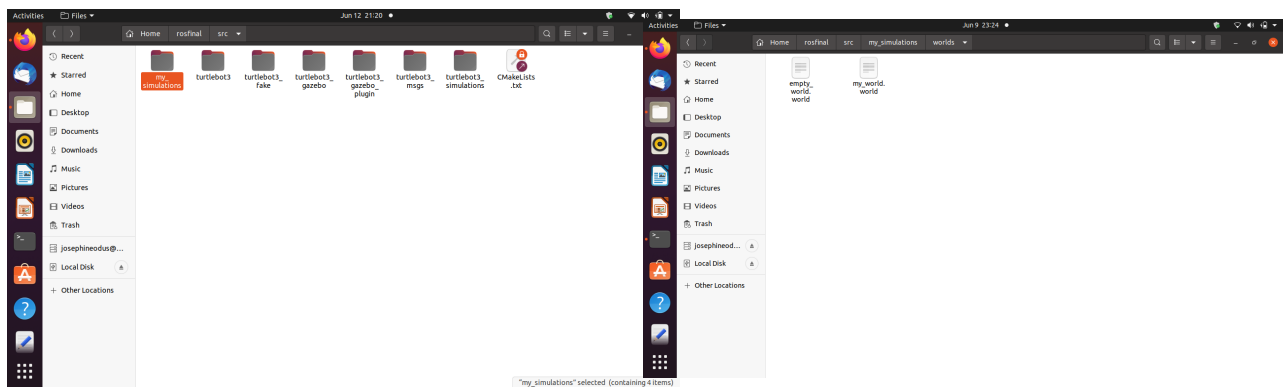 Activities
Files
Jun 12 21:20
Home
rosfinal
src
Recent
Starred
Home
Desktop
Documents
Downloads
Music
Pictures
Videos
Trash
josephineodus@...
Local Disk
Other Locations
my_
simulations
turtlebot3
turtlebot3_
fake
turtlebot3_
gazebo
turtlebot3_
gazebo_
plugin
turtlebot3_
msgs
turtlebot3_
simulations
CMakeLists
.txt
"my_simulations" selected (containing 4 items)
Activities
Files
Jun 9 23:24
Home
rosfinal
src
my_simulations
worlds
Recent
Starred
Home
Desktop
Documents
Downloads
Music
Pictures
Videos
Trash
josephineod...
Local Disk
Other Locations
empty_
world.
world
my_world.
world